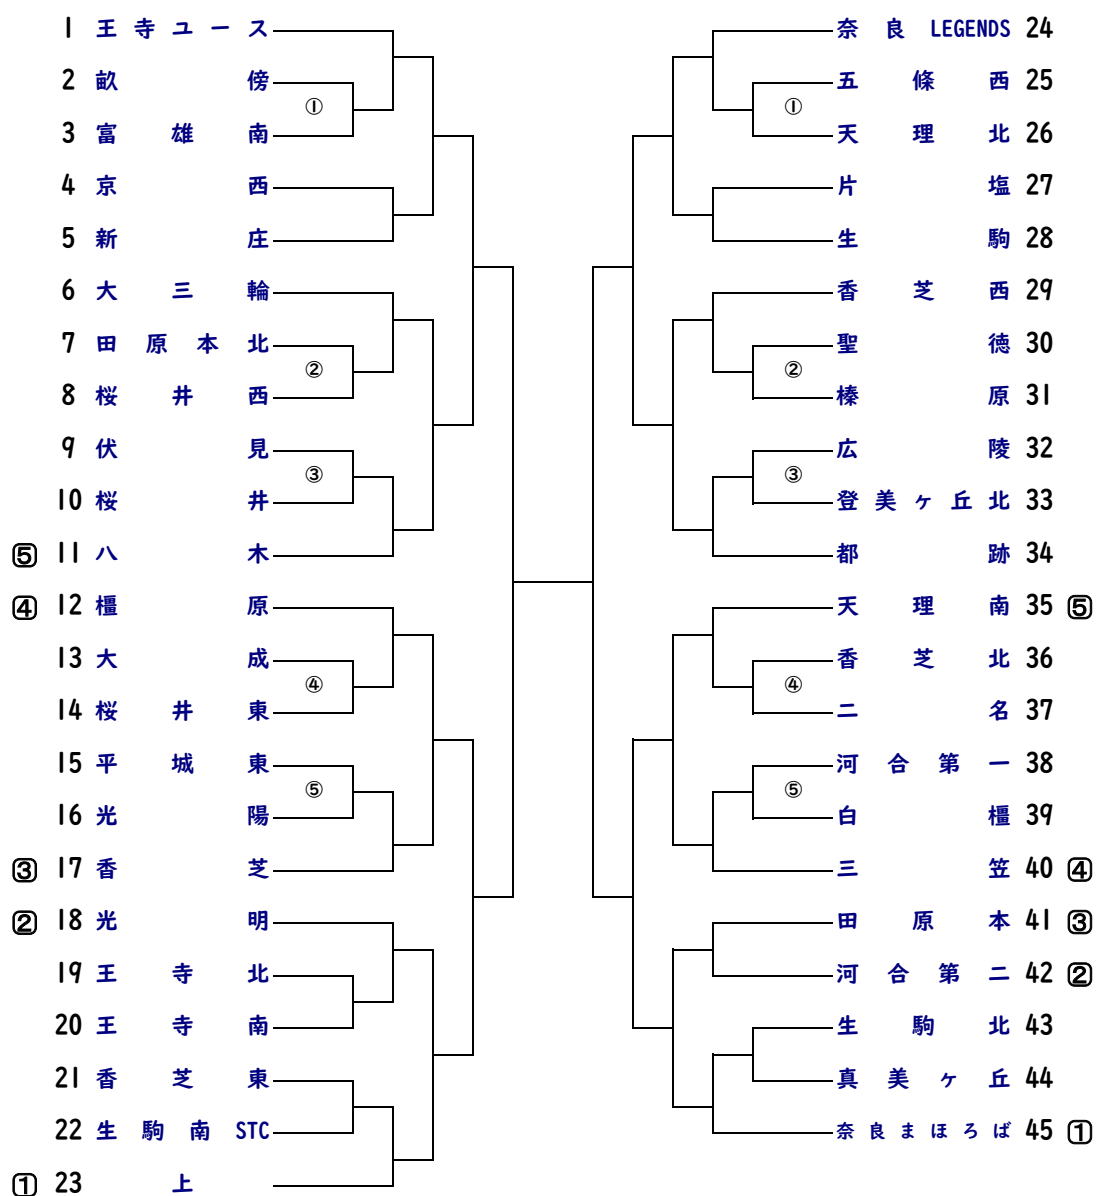 1 王寺ユース
2 畝傍
①
3 富雄南
4 京西
5 新庄
6 大三輪
7 田原本北
②
8 桜井西
9 伏見
③
10 桜井
⑤ 11 八木
④ 12 橿原
13 大成
④
14 桜井東
15 平城東
⑤
16 光陽
③ 17 香芝
② 18 光明
19 王寺北
20 王寺南
21 香芝東
22 生駒南STC
① 23 上
奈良LEGENDS 24
五條西 25
①
天理北 26
片塩 27
生駒 28
香芝西 29
聖徳 30
②
榛原 31
広陵 32
③
登美ヶ丘北 33
都跡 34
天理南 35 ⑤
香芝北 36
④
二名 37
河合第一 38
⑤
白橿 39
三笠 40 ④
田原本 41 ③
河合第二 42 ②
生駒北 43
真美ヶ丘 44
奈良まほろば 45 ①